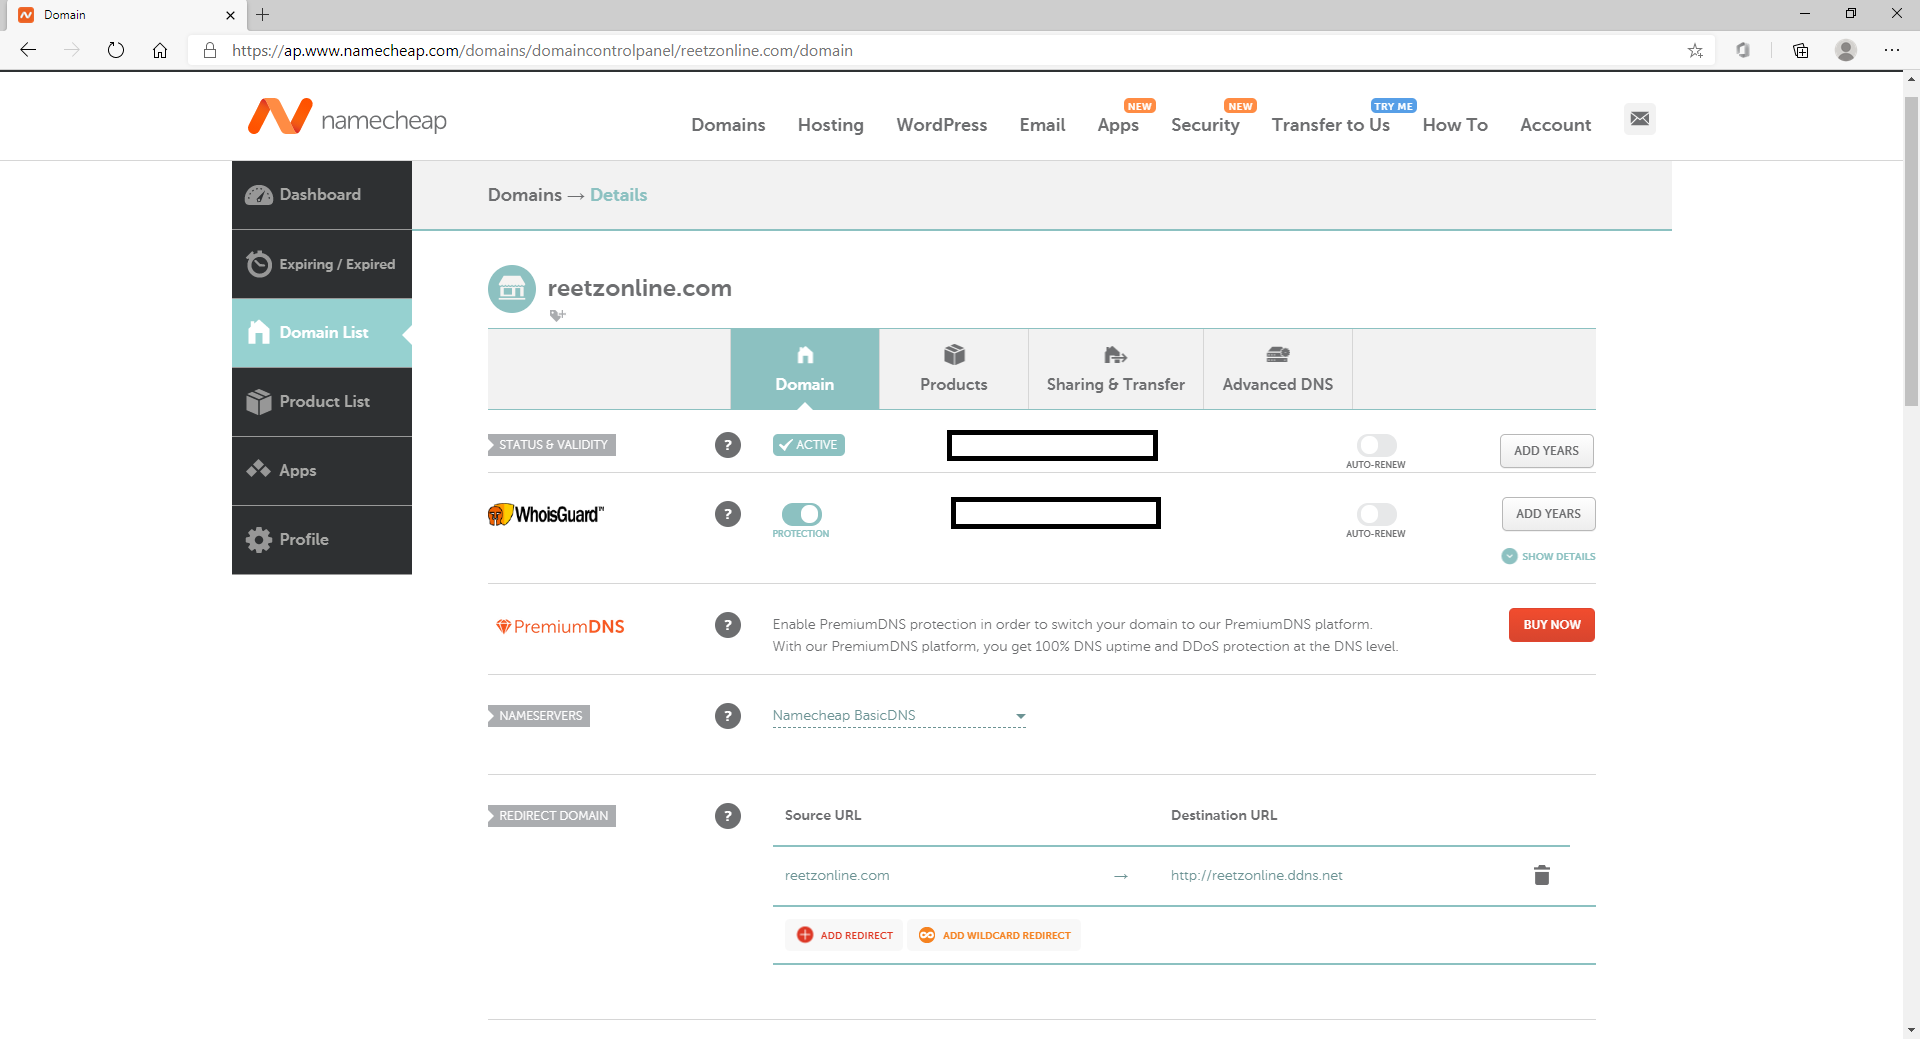 Domain
https://ap.www.namecheap.com/domains/domaincontrolpanel/reetzonline.com/domain
namecheap
Domains
Hosting
WordPress
Email
Apps
NEW
Security
NEW
Transfer to Us
TRY ME
How To
Account
Dashboard
Expiring / Expired
Domain List
Product List
Apps
Profile
Domains → Details
reetzonline.com
Domain
Products
Sharing & Transfer
Advanced DNS
STATUS & VALIDITY
?
ACTIVE
AUTO-RENEW
ADD YEARS
WhoisGuard™
?
PROTECTION
AUTO-RENEW
ADD YEARS
SHOW DETAILS
PremiumDNS
?
Enable PremiumDNS protection in order to switch your domain to our PremiumDNS platform.
With our PremiumDNS platform, you get 100% DNS uptime and DDoS protection at the DNS level.
BUY NOW
NAMESERVERS
?
Namecheap BasicDNS
REDIRECT DOMAIN
?
Source URL
Destination URL
reetzonline.com
→
http://reetzonline.ddns.net
ADD REDIRECT
ADD WILDCARD REDIRECT